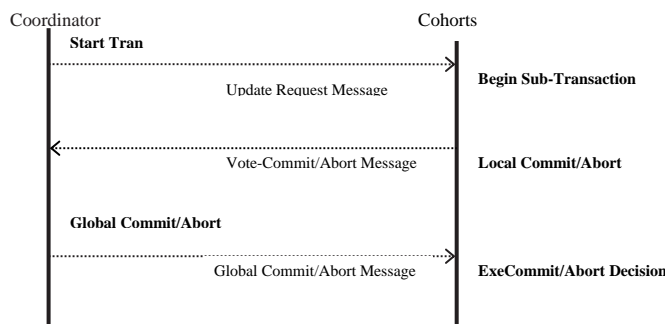 Coordinator
Cohorts
Start Tran
Begin Sub-Transaction
Update Request Message
Vote-Commit/Abort Message
Local Commit/Abort
Global Commit/Abort
Global Commit/Abort Message
ExeCommit/Abort Decision